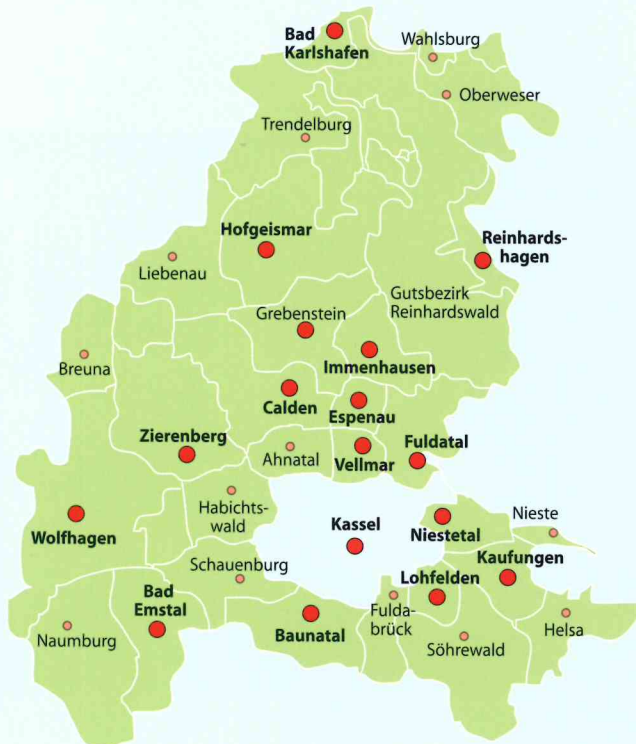 Bad
Karlshafen
Wahlsburg
Oberweser
Trendelburg
Hofgeismar
Reinhards-
hagen
Liebenau
Gutsbezirk
Reinhardswald
Grebenstein
Immenhausen
Breuna
Calden
Espenau
Zierenberg
Ahnatal
Vellmar
Fuldatal
Habichts-
wald
Wolfhagen
Kassel
Niestetal
Nieste
Schauenburg
Kaufungen
Lohfelden
Bad
Emstal
Naumburg
Baunatal
Fulda-
brück
Söhrewald
Helsa